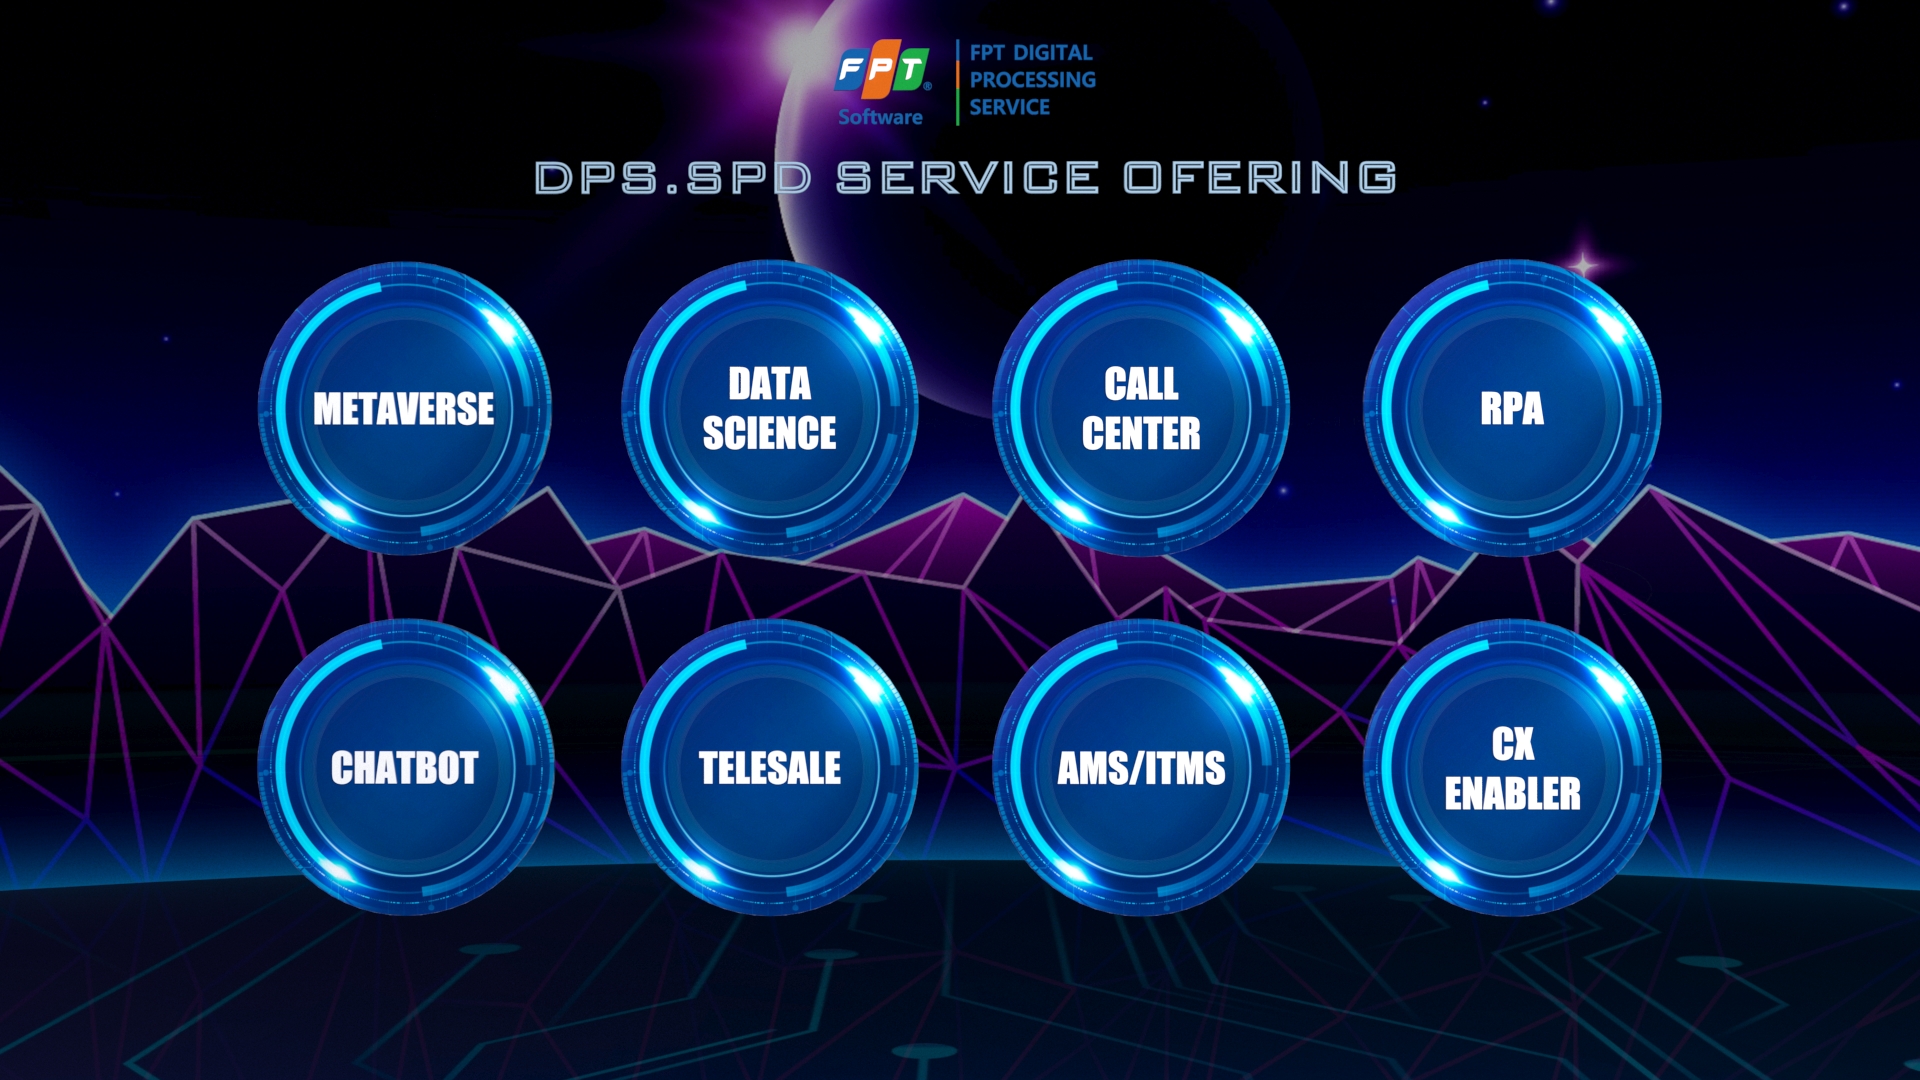 FPT®
Software
FPT DIGITAL
PROCESSING
SERVICE
DPS.SPD SERVICE OFERING
METAVERSE
DATA
SCIENCE
CALL
CENTER
RPA
CHATBOT
TELESALE
AMS/ITMS
CX
ENABLER